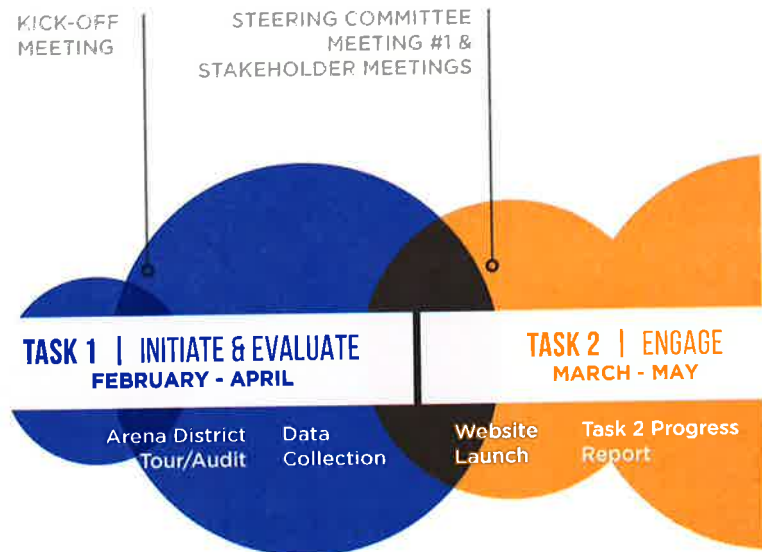 KICK-OFF
MEETING
STEERING COMMITTEE
MEETING #1 &
STAKEHOLDER MEETINGS
TASK 1 | INITIATE & EVALUATE
FEBRUARY - APRIL
TASK 2 | ENGAGE
MARCH - MAY
Arena District
Tour/Audit
Data
Collection
Website
Launch
Task 2 Progress
Report